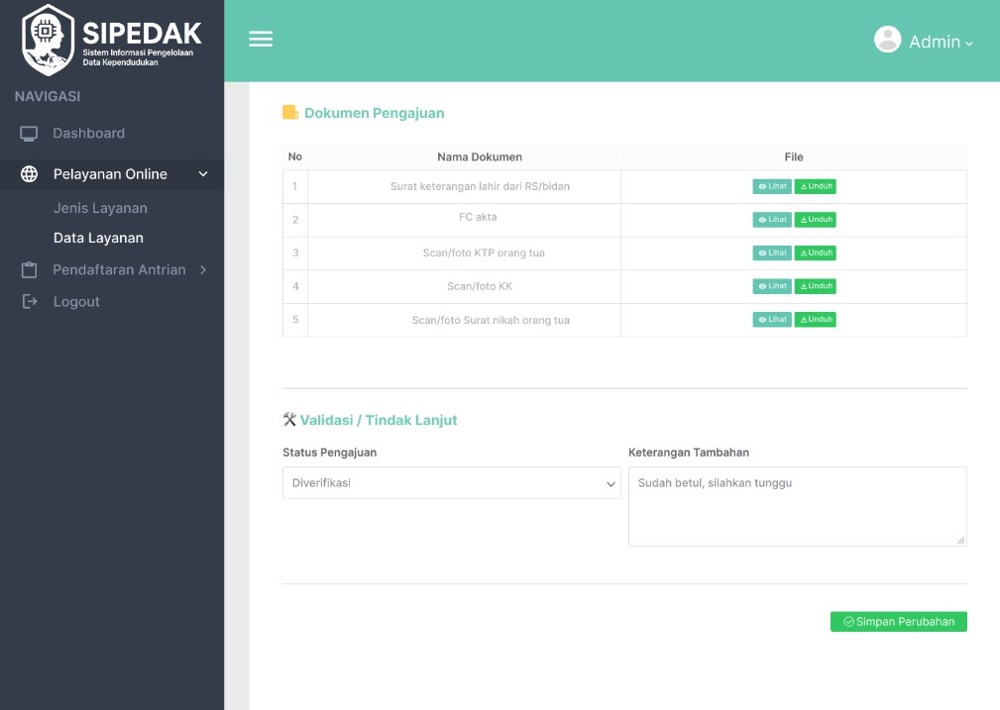 SIPEDAK
Sistem Informasi Pengelolaan
Data Kependudukan
Admin
NAVIGASI
Dashboard
Pelayanan Online
Jenis Layanan
Data Layanan
Pendaftaran Antrian
Logout
Dokumen Pengajuan
No Nama Dokumen File
1 Surat keterangan lahir dari RS/bidan Lihat Unduh
2 FC akta Lihat Unduh
3 Scan/foto KTP orang tua Lihat Unduh
4 Scan/foto KK Lihat Unduh
5 Scan/foto Surat nikah orang tua Lihat Unduh
Validasi / Tindak Lanjut
Status Pengajuan Keterangan Tambahan
Diverifikasi Sudah betul, silahkan tunggu
Simpan Perubahan